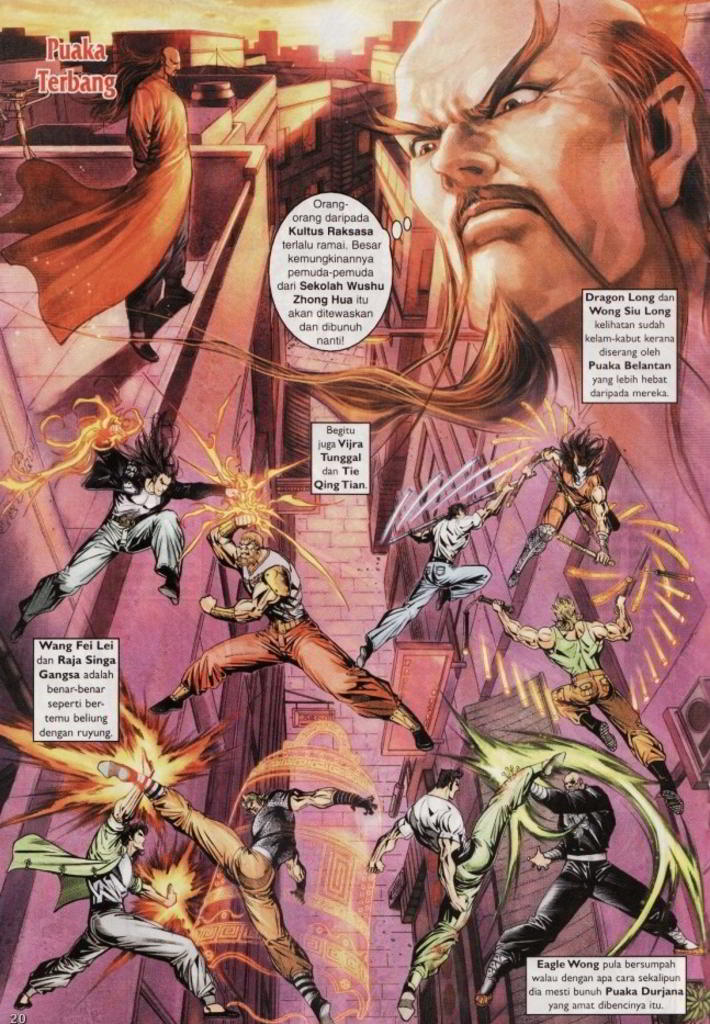 Puaka
Terbang
Orang-
orang daripada
Kultus Raksasa
terlalu ramai. Besar
kemungkinannya
pemuda-pemuda
dari Sekolah Wushu
Zhong Hua itu
akan ditewaskan
dan dibunuh
nanti!
Dragon Long dan
Wong Siu Long
kelihatan sudah
kelam-kabut kerana
diserang oleh
Puaka Belantan
yang lebih hebat
daripada mereka.
Begitu
juga Vijra
Tunggal
dan Tie
Qing Tian.
Wang Fei Lei
dan Raja Singa
Gangsa adalah
benar-benar
seperti ber-
temu beliung
dengan ruyung.
Eagle Wong pula bersumpah
walau dengan apa cara sekalipun
dia mesti bunuh Puaka Durjana
yang amat dibencinya itu.
20